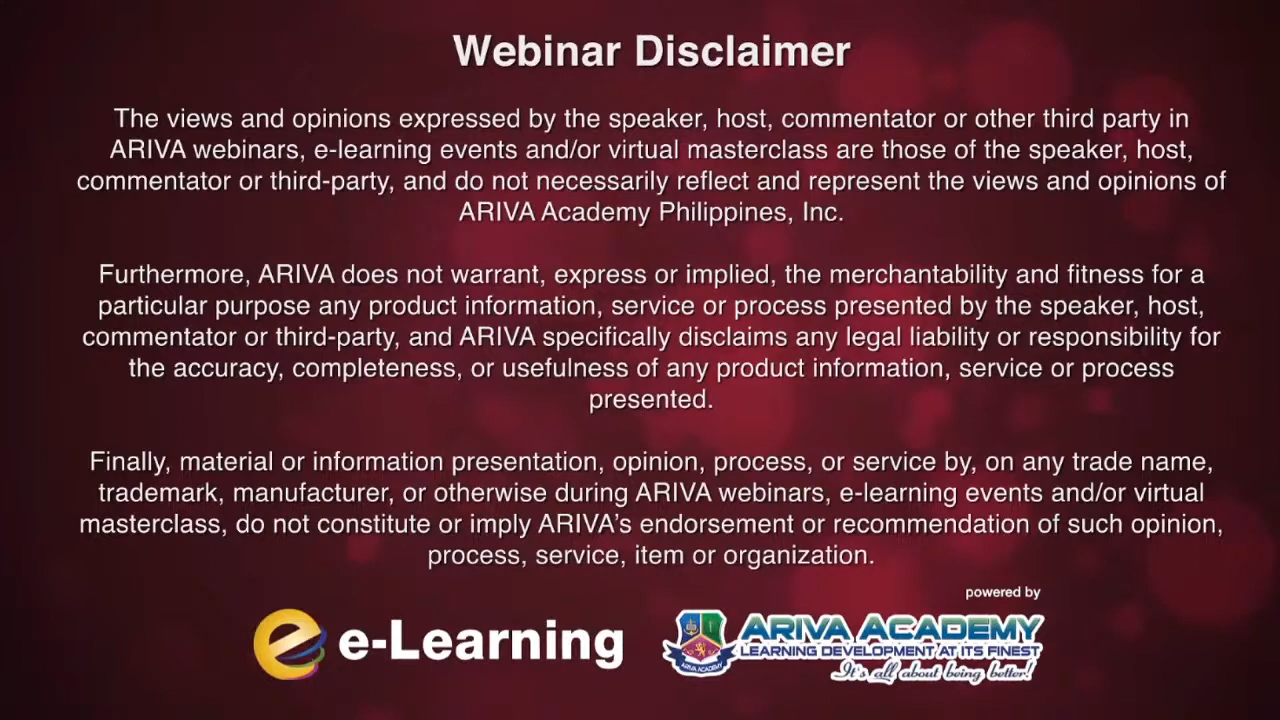 Webinar Disclaimer
The views and opinions expressed by the speaker, host, commentator or other third party in
ARIVA webinars, e-learning events and/or virtual masterclass are those of the speaker, host,
commentator or third-party, and do not necessarily reflect and represent the views and opinions of
ARIVA Academy Philippines, Inc.
Furthermore, ARIVA does not warrant, express or implied, the merchantability and fitness for a
particular purpose any product information, service or process presented by the speaker, host,
commentator or third-party, and ARIVA specifically disclaims any legal liability or responsibility for
the accuracy, completeness, or usefulness of any product information, service or process
presented.
Finally, material or information presentation, opinion, process, or service by, on any trade name,
trademark, manufacturer, or otherwise during ARIVA webinars, e-learning events and/or virtual
masterclass, do not constitute or imply ARIVA’s endorsement or recommendation of such opinion,
process, service, item or organization.
powered by
e e-Learning
ARIVA ACADEMY
ARIVA ACADEMY
LEARNING DEVELOPMENT AT ITS FINEST
It's all about being better!